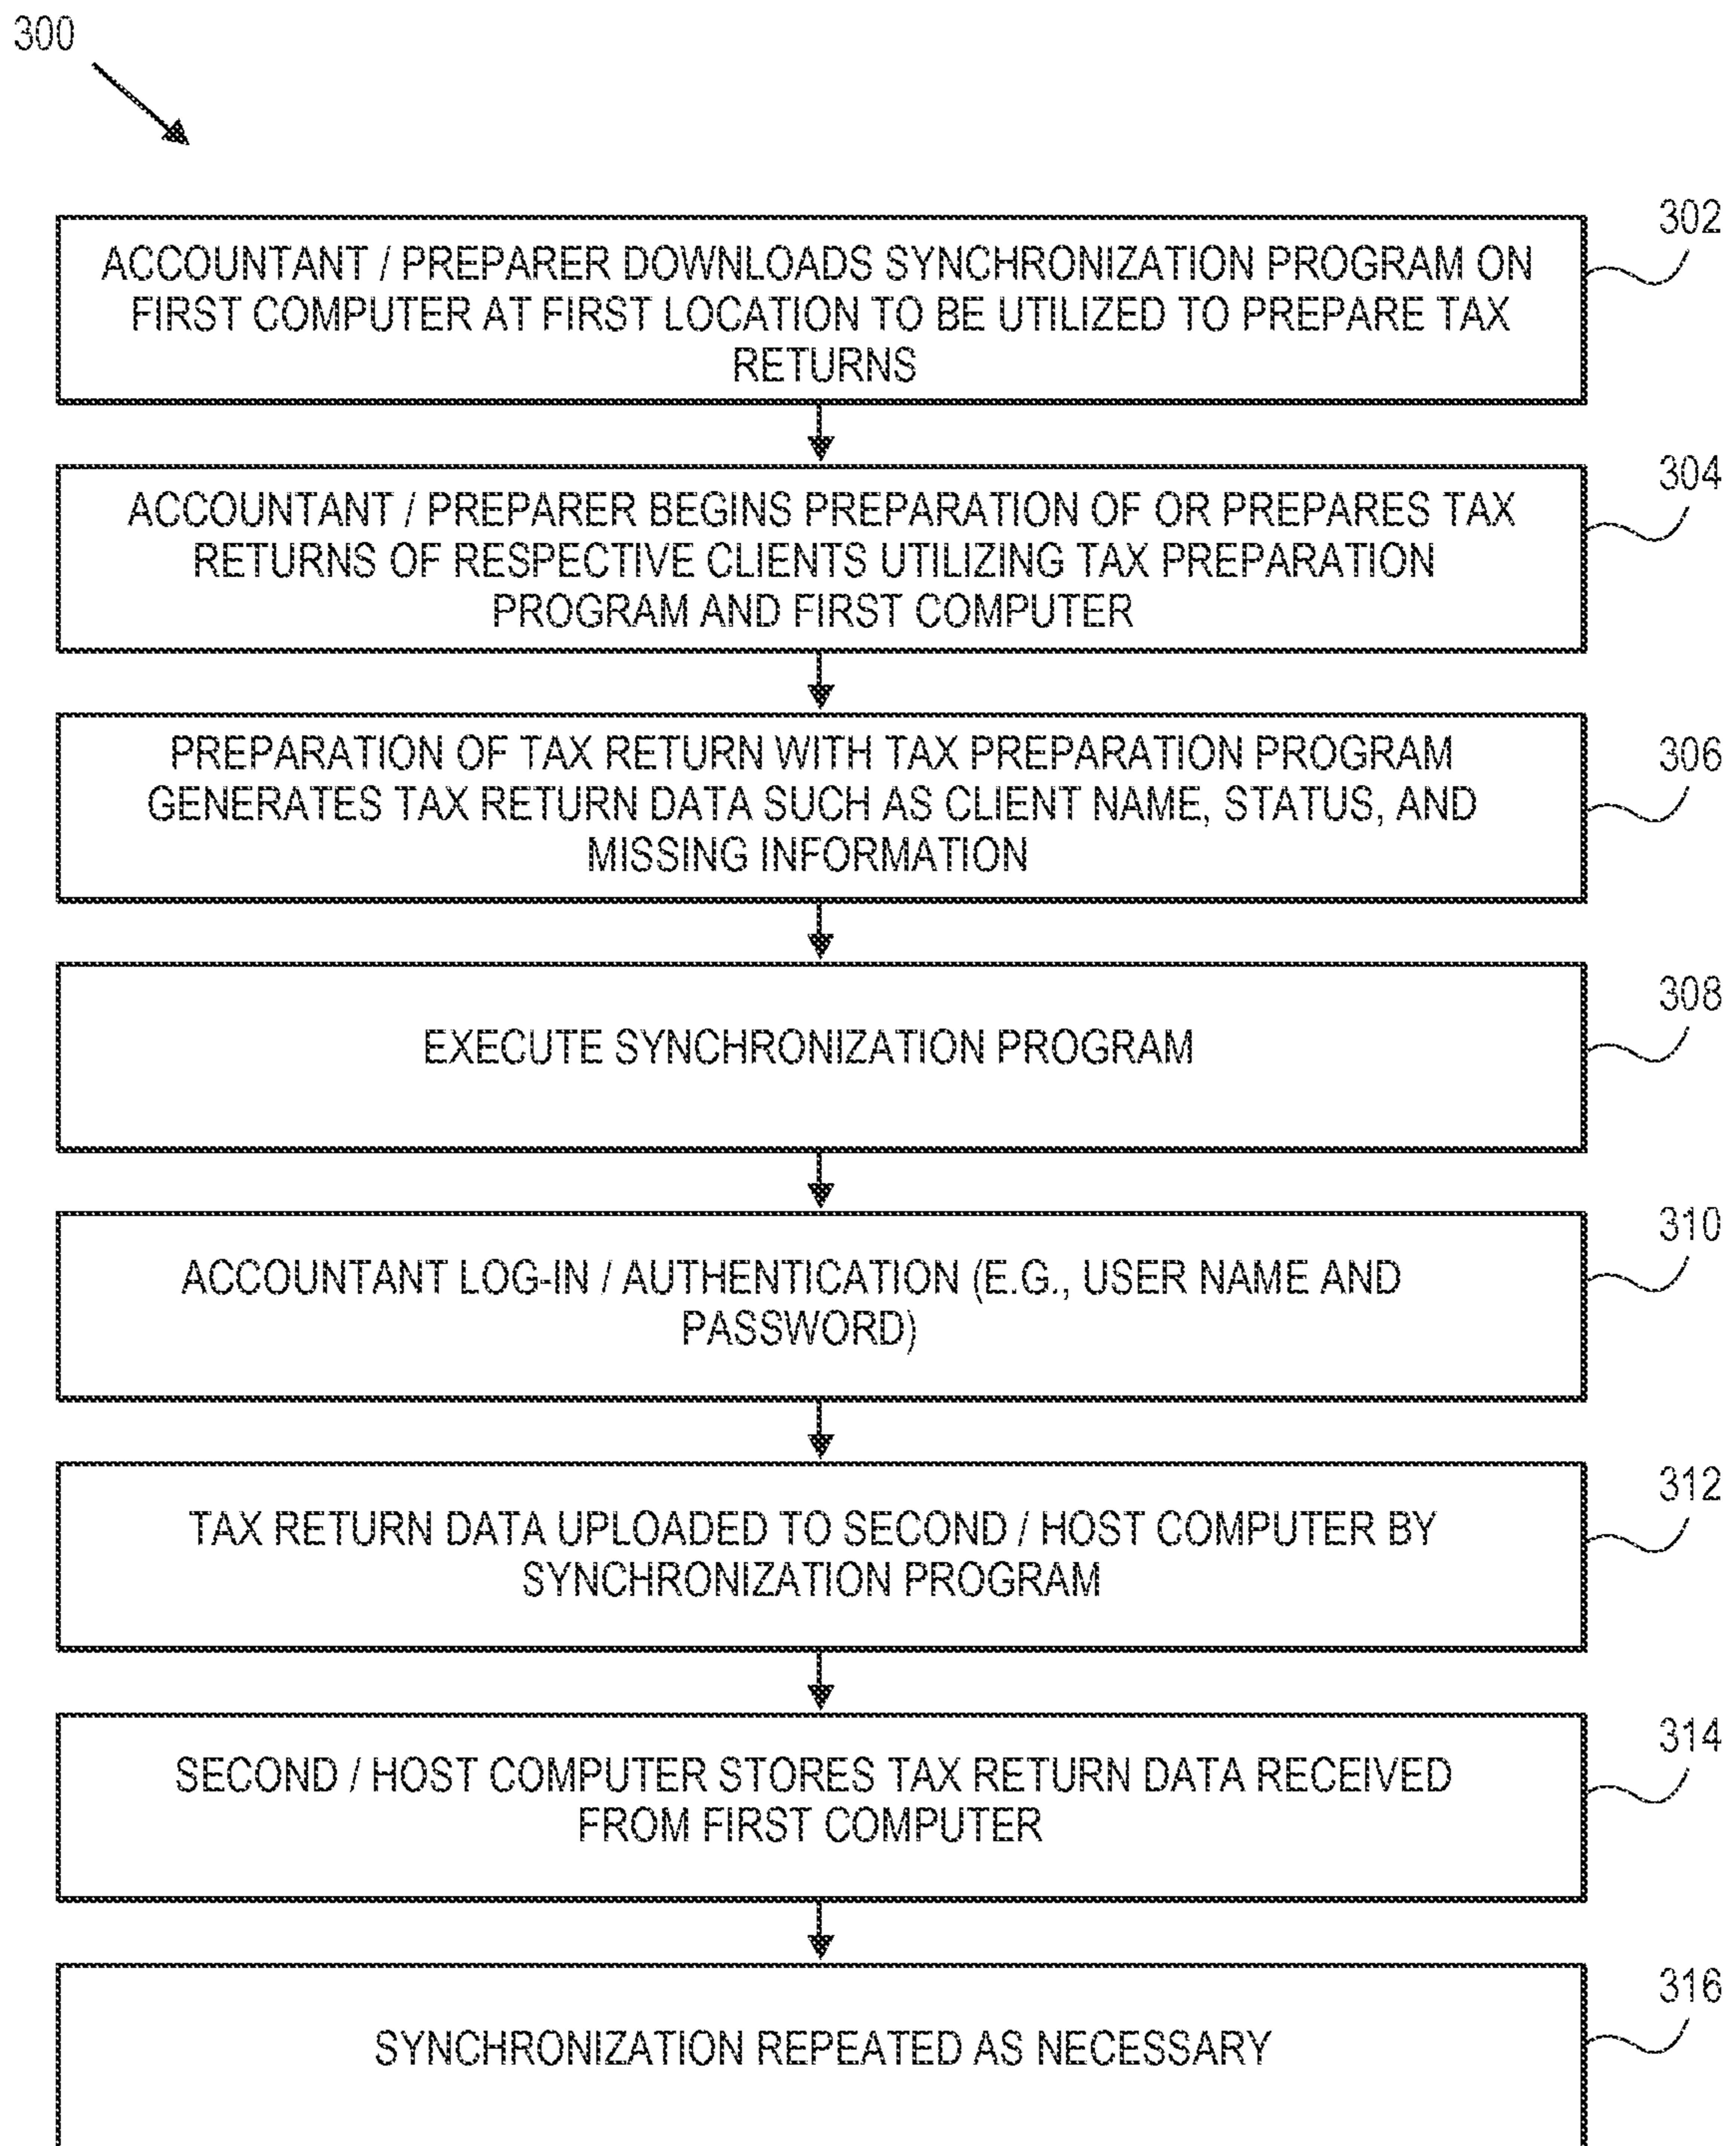 300
302
ACCOUNTANT / PREPARER DOWNLOADS SYNCHRONIZATION PROGRAM ON
FIRST COMPUTER AT FIRST LOCATION TO BE UTILIZED TO PREPARE TAX
RETURNS
304
ACCOUNTANT / PREPARER BEGINS PREPARATION OF OR PREPARES TAX
RETURNS OF RESPECTIVE CLIENTS UTILIZING TAX PREPARATION
PROGRAM AND FIRST COMPUTER
306
PREPARATION OF TAX RETURN WITH TAX PREPARATION PROGRAM
GENERATES TAX RETURN DATA SUCH AS CLIENT NAME, STATUS, AND
MISSING INFORMATION
308
EXECUTE SYNCHRONIZATION PROGRAM
310
ACCOUNTANT LOG-IN / AUTHENTICATION (E.G., USER NAME AND
PASSWORD)
312
TAX RETURN DATA UPLOADED TO SECOND / HOST COMPUTER BY
SYNCHRONIZATION PROGRAM
314
SECOND / HOST COMPUTER STORES TAX RETURN DATA RECEIVED
FROM FIRST COMPUTER
316
SYNCHRONIZATION REPEATED AS NECESSARY